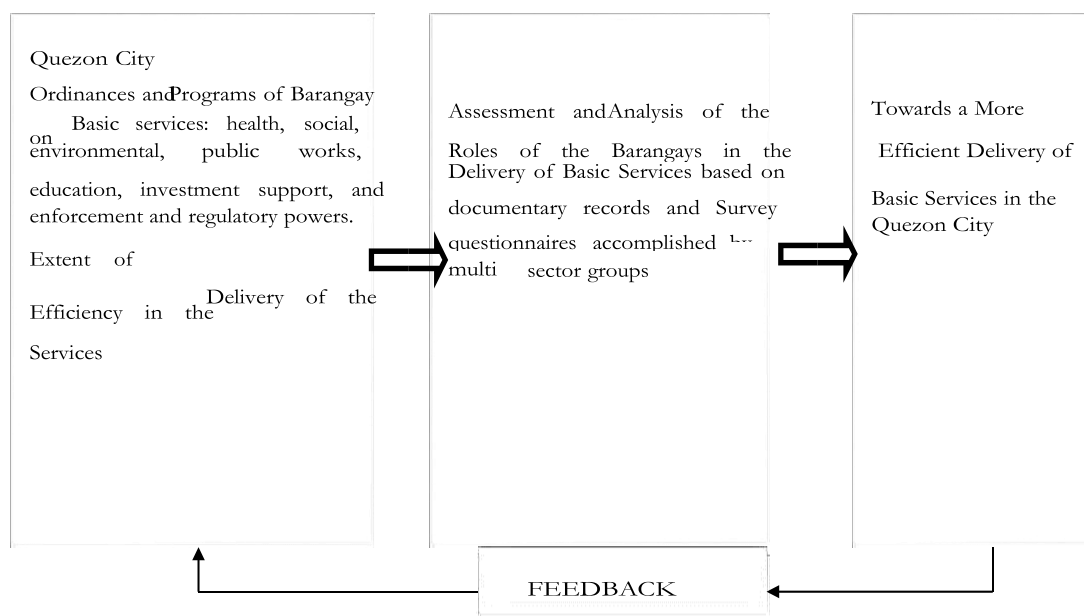 Quezon City
Ordinances and Programs of Barangay
on Basic services: health, social,
environmental, public works,
education, investment support, and
enforcement and regulatory powers.
Extent of
Efficiency in the Delivery of the
Services
Assessment and Analysis of the
Roles of the Barangays in the
Delivery of Basic Services based on
documentary records and Survey
questionnaires accomplished by
multi sector groups
Towards a More
Efficient Delivery of
Basic Services in the
Quezon City
FEEDBACK